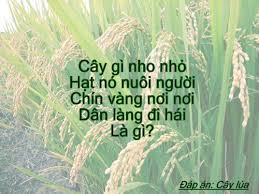 Cây gì nho nhỏ
Hạt nó nuôi người
Chín vàng nơi nơi
Dân làng đi hái
Là gì?
Đáp án: Cây lúa